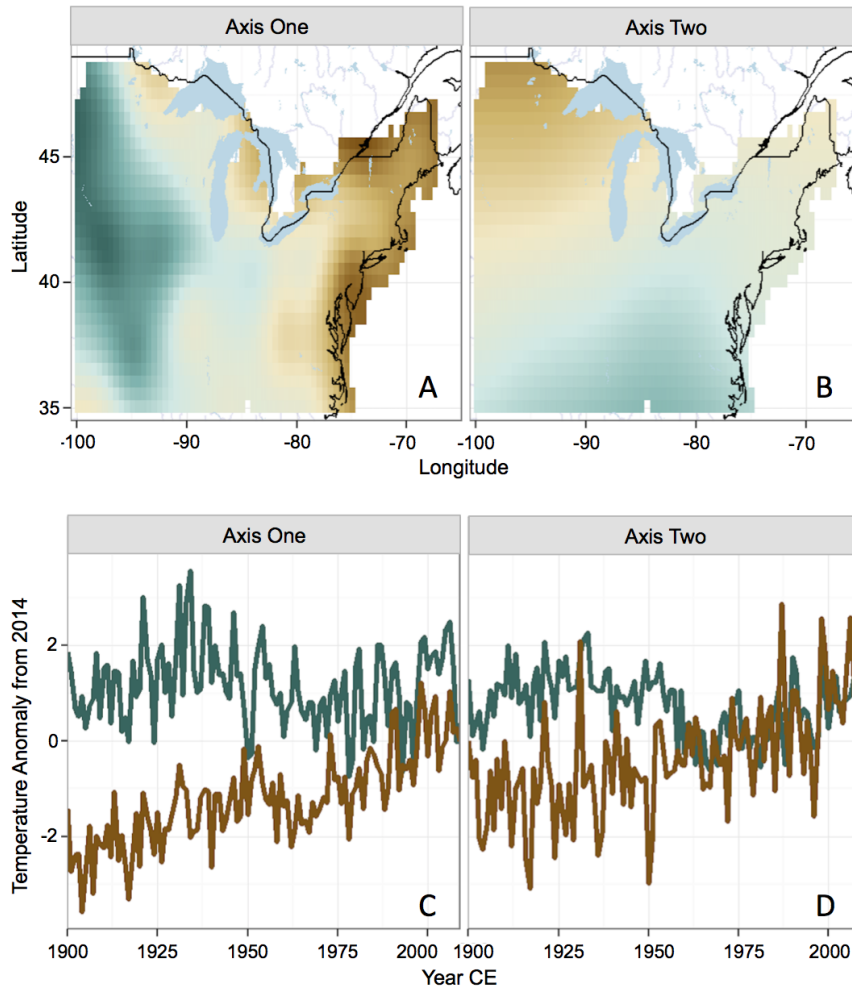 Axis One
Axis Two
Latitude
45
40
35
A
B
-100
-90
-80
-70
-100
-90
-80
-70
Longitude
Axis One
Axis Two
Temperature Anomaly from 2014
2
0
-2
C
D
1900
1925
1950
1975
2000
1900
1925
1950
1975
2000
Year CE